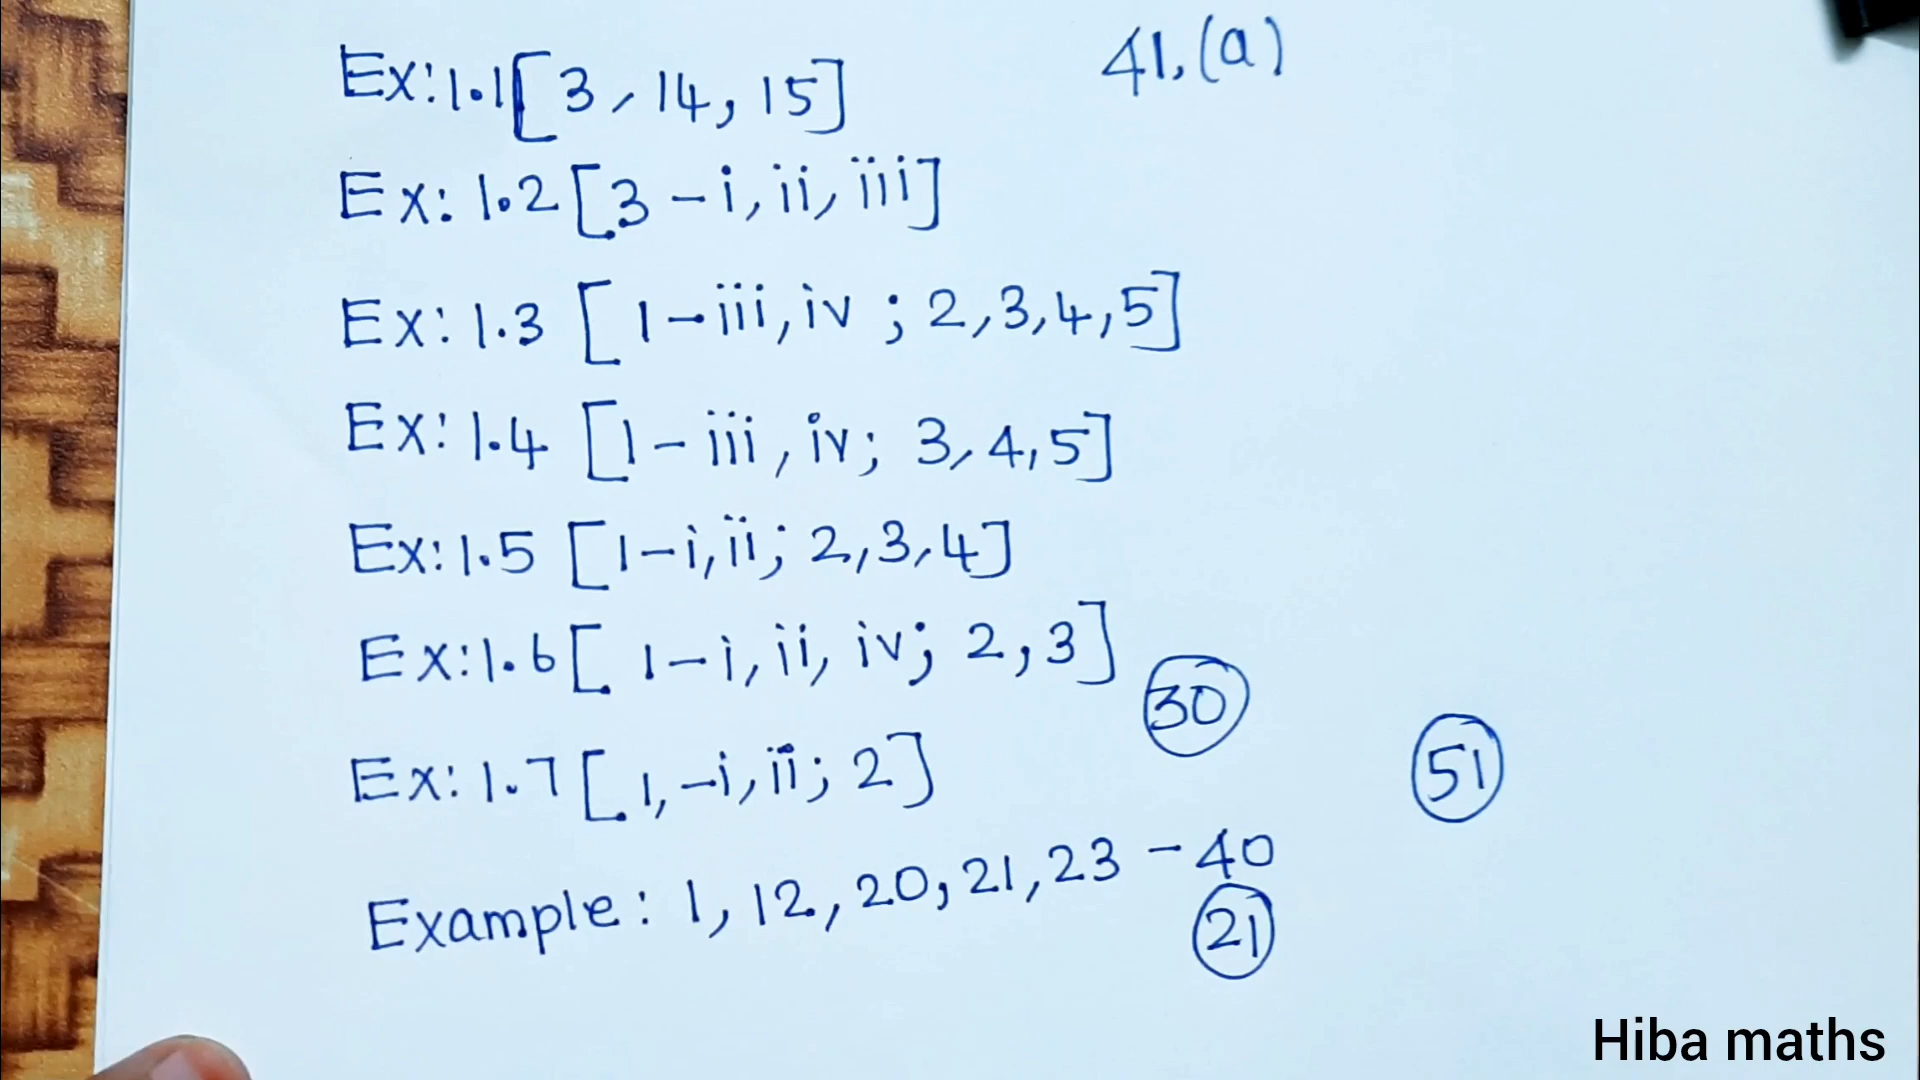 41, (a)
Ex: 1.1 [3, 14, 15]
Ex: 1.2 [3 - i, ii, iii]
Ex: 1.3 [1 - iii, iv ; 2, 3, 4, 5]
Ex: 1.4 [1 - iii, iv; 3, 4, 5]
Ex: 1.5 [1 - i, ii; 2, 3, 4]
Ex: 1.6 [1 - i, ii, iv; 2, 3]
30
Ex: 1.7 [1, - i, ii; 2]
51
Example: 1, 12, 20, 21, 23 - 40
21
Hiba maths